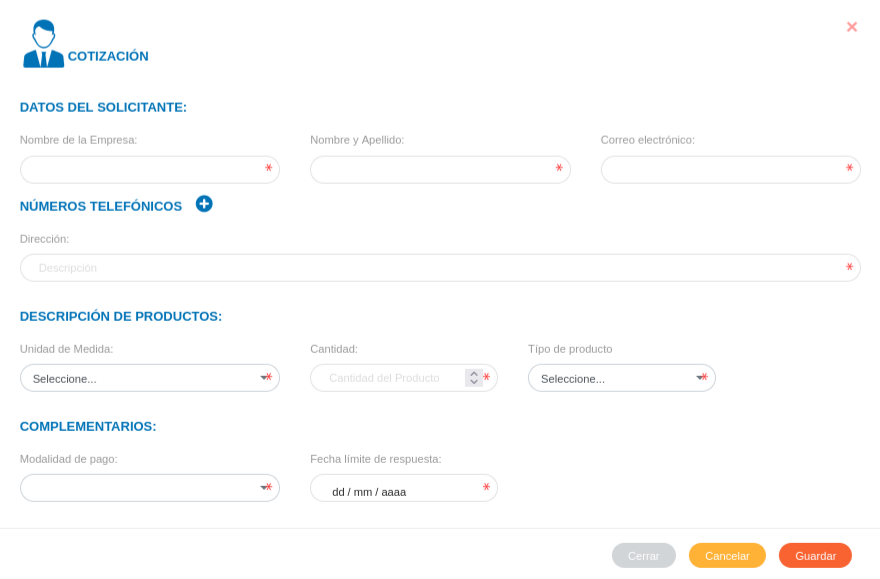 COTIZACIÓN
DATOS DEL SOLICITANTE:
Nombre de la Empresa: Nombre y Apellido: Correo electrónico:
* * *
NÚMEROS TELEFÓNICOS
Dirección:
Descripción *
DESCRIPCIÓN DE PRODUCTOS:
Unidad de Medida: Cantidad: Típo de producto
Seleccione... * Cantidad del Producto * Seleccione... *
COMPLEMENTARIOS:
Modalidad de pago: Fecha límite de respuesta:
* dd / mm / aaaa *
Cerrar Cancelar Guardar